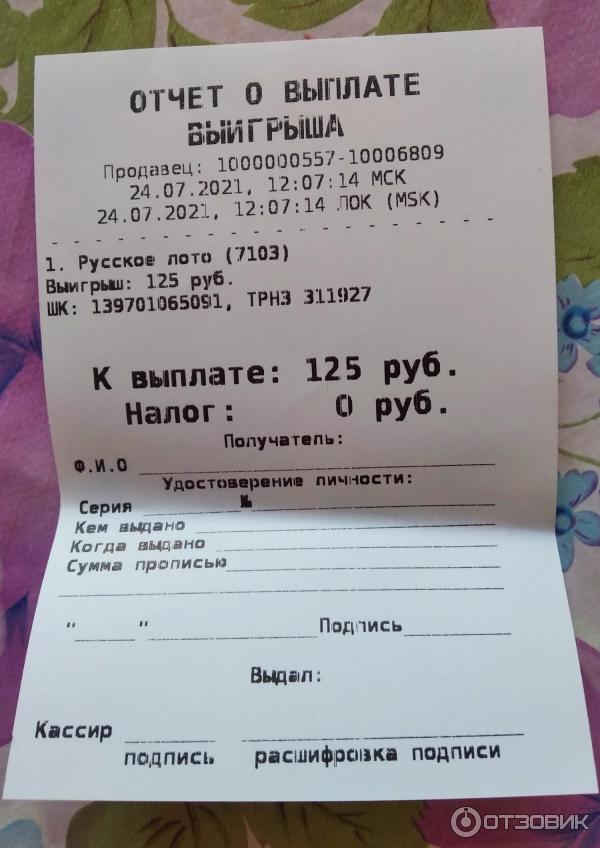 ОТЧЕТ О ВЫПЛАТЕ
ВЫИГРЫША
Продавец: 1000000557-10006809
24.07.2021, 12:07:14 МСК
24.07.2021, 12:07:14 ЛОК (MSK)
1. Русское лото (7103)
Выигрыш: 125 руб.
ШК: 139701065091, ТРНЗ 311927
К выплате: 125 руб.
Налог: 0 руб.
Получатель:
Ф.И.О
Удостоверение личности:
Серия №
Кем выдано
Когда выдано
Сумма прописью
" " Подпись
Выдал:
Кассир
подпись расшифровка подписи
ОТЗОВИК